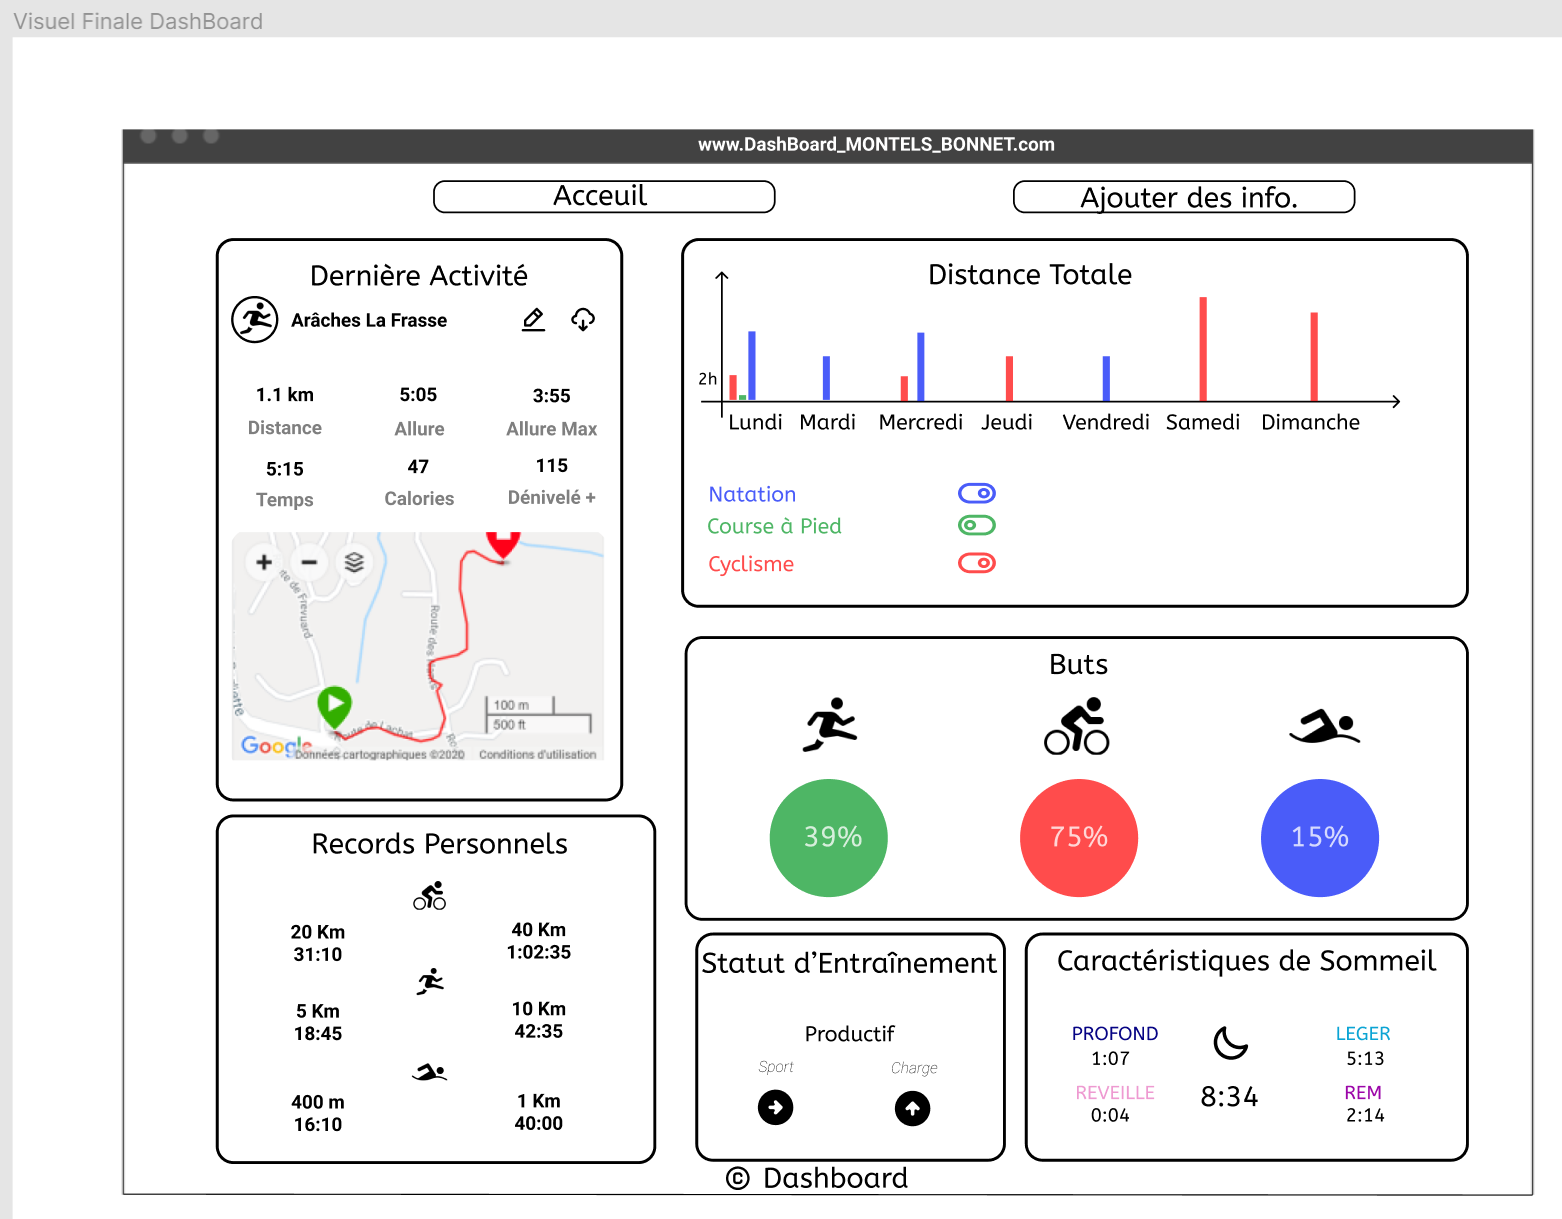 Visuel Finale DashBoard
www.DashBoard_MONTELS_BONNET.com
Acceuil
Ajouter des info.
Dernière Activité
Arâches La Frasse
1.1 km
5:05
3:55
Distance
Allure
Allure Max
5:15
47
115
Temps
Calories
Dénivelé +
te de Frevuard
Route des
Route de Lachat
100 m
500 ft
Google
Données cartographiques ©2020
Conditions d'utilisation
Distance Totale
2h
Lundi
Mardi
Mercredi
Jeudi
Vendredi
Samedi
Dimanche
Natation
Course à Pied
Cyclisme
Buts
39%
75%
15%
Records Personnels
20 Km
31:10
40 Km
1:02:35
5 Km
18:45
10 Km
42:35
400 m
16:10
1 Km
40:00
Statut d’Entraînement
Productif
Sport
Charge
Caractéristiques de Sommeil
PROFOND
1:07
LEGER
5:13
REVEILLE
0:04
8:34
REM
2:14
© Dashboard